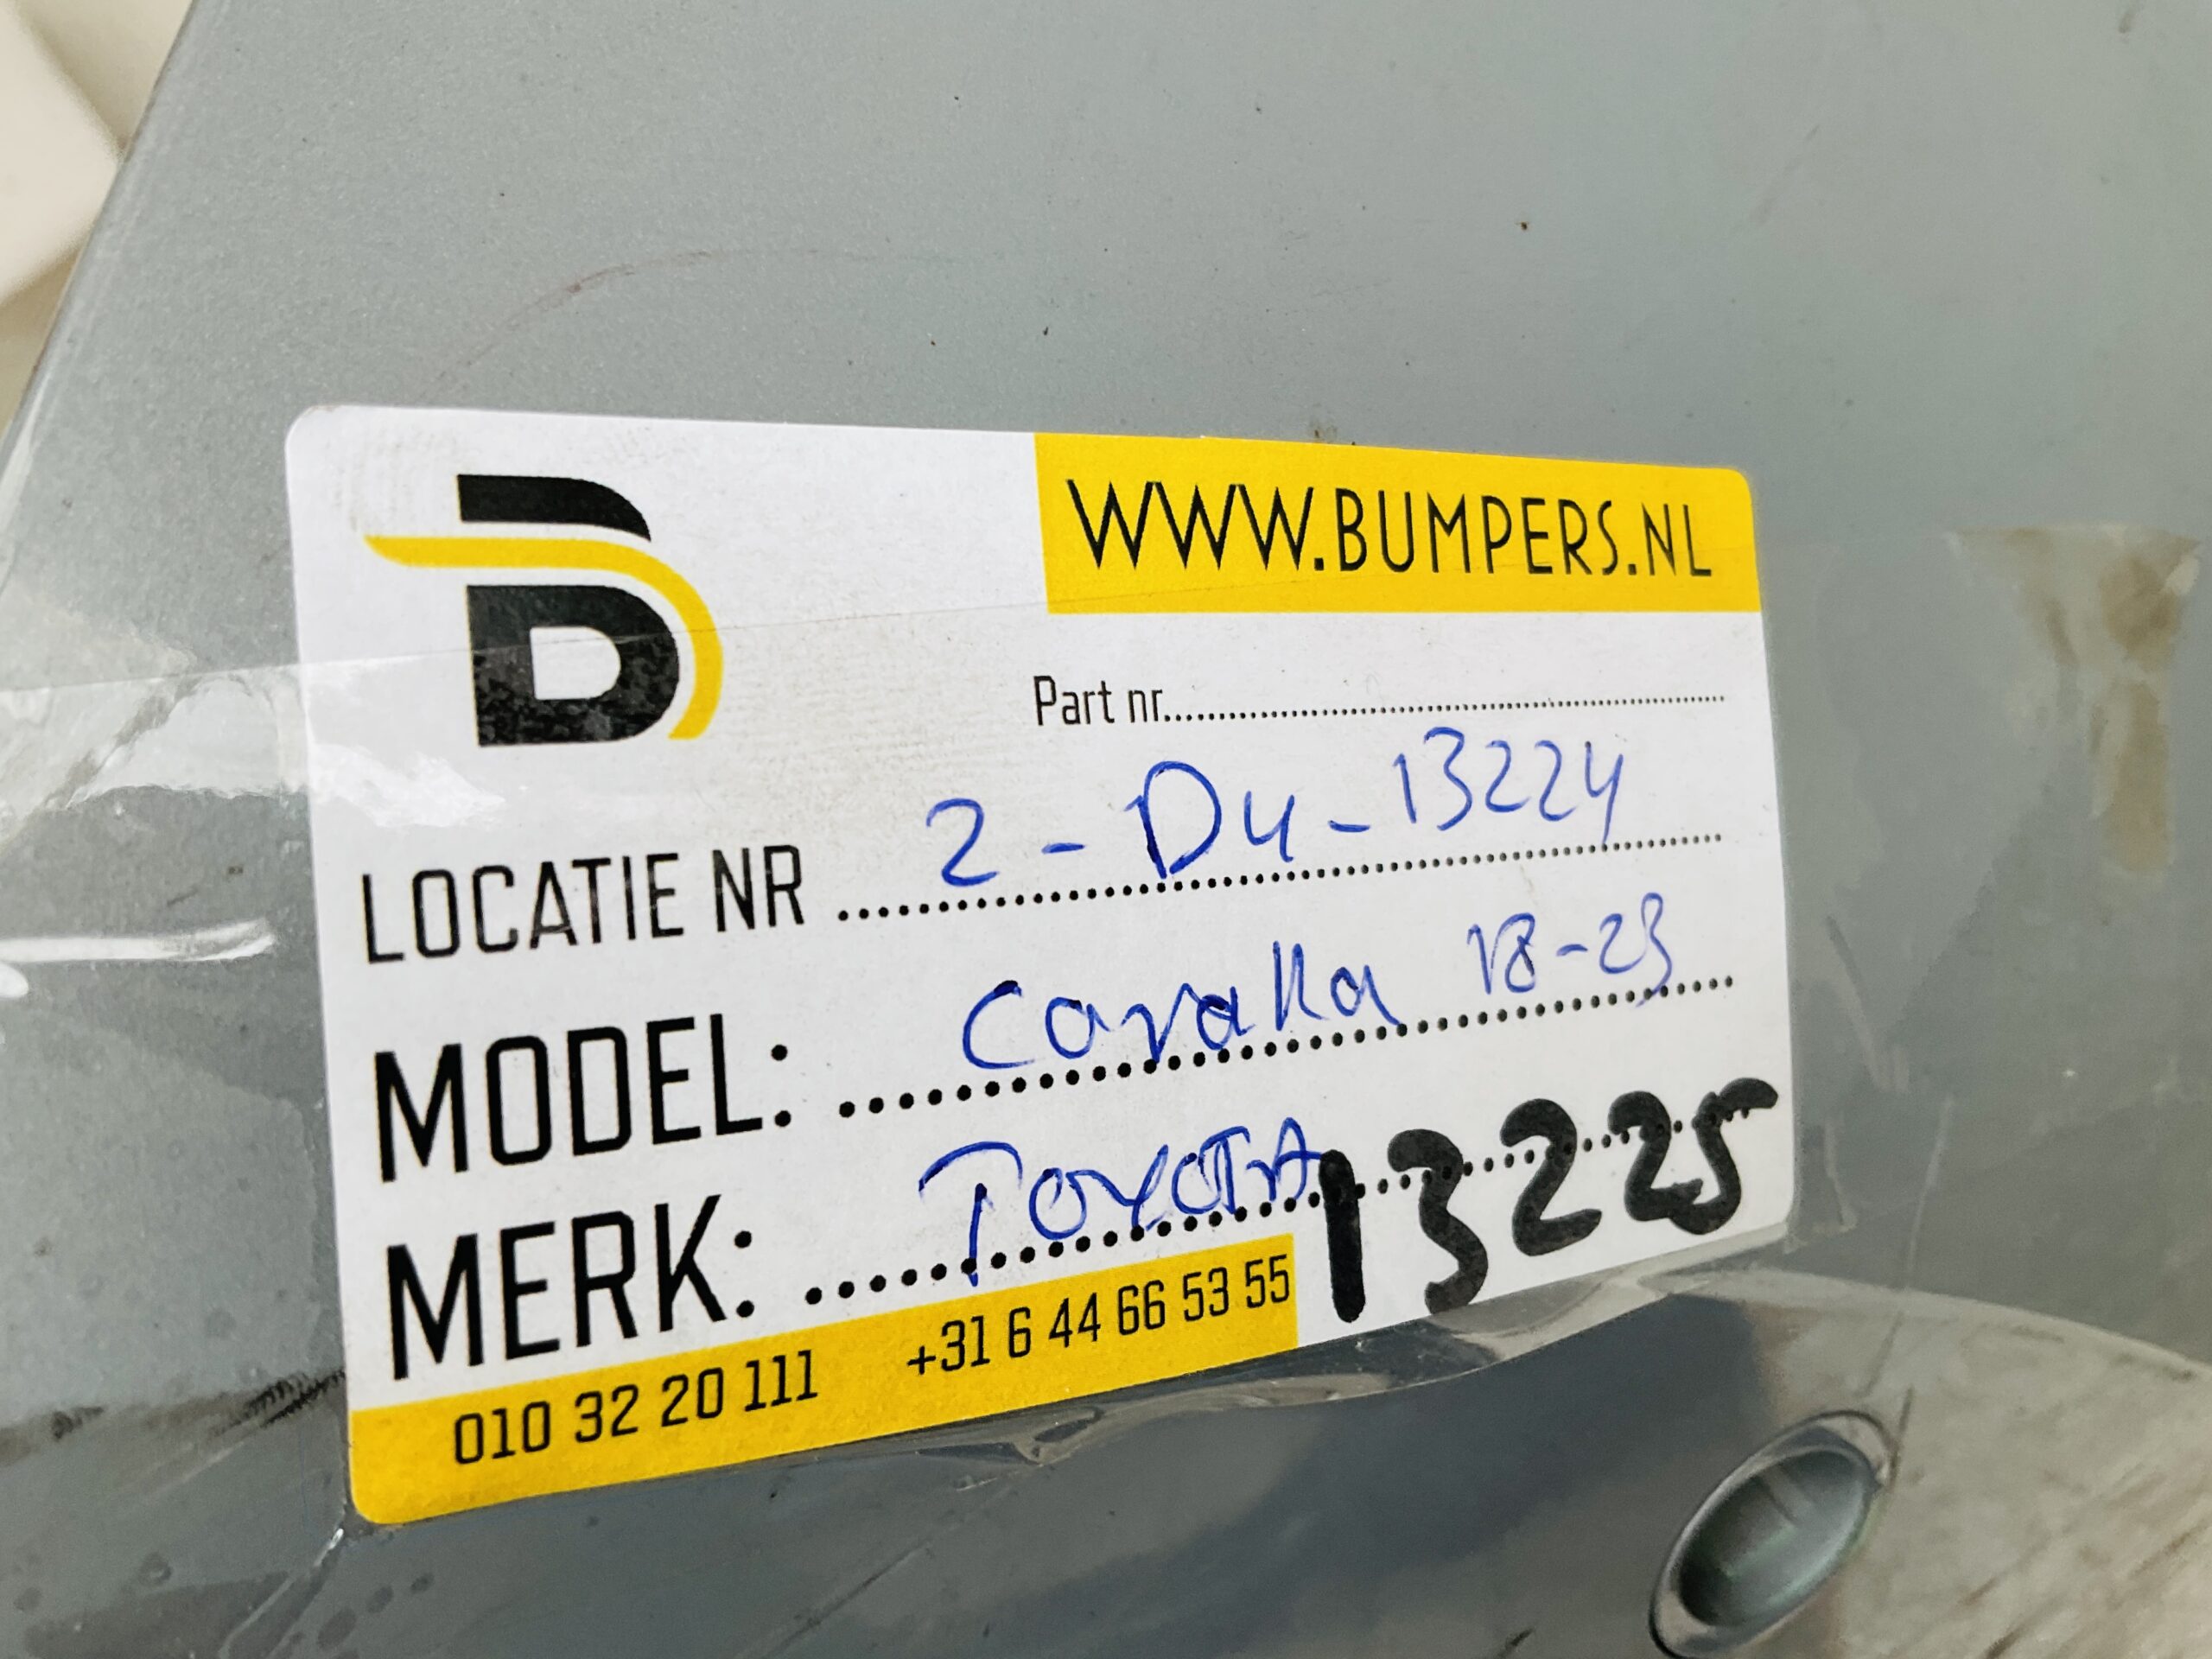 WWW.BUMPERS.NL
Part nr.
LOCATIE NR 2-D4-13224
MODEL: Corolla 18-23
MERK: TOYOTA 13225
010 32 20 111 +31 6 44 66 53 55